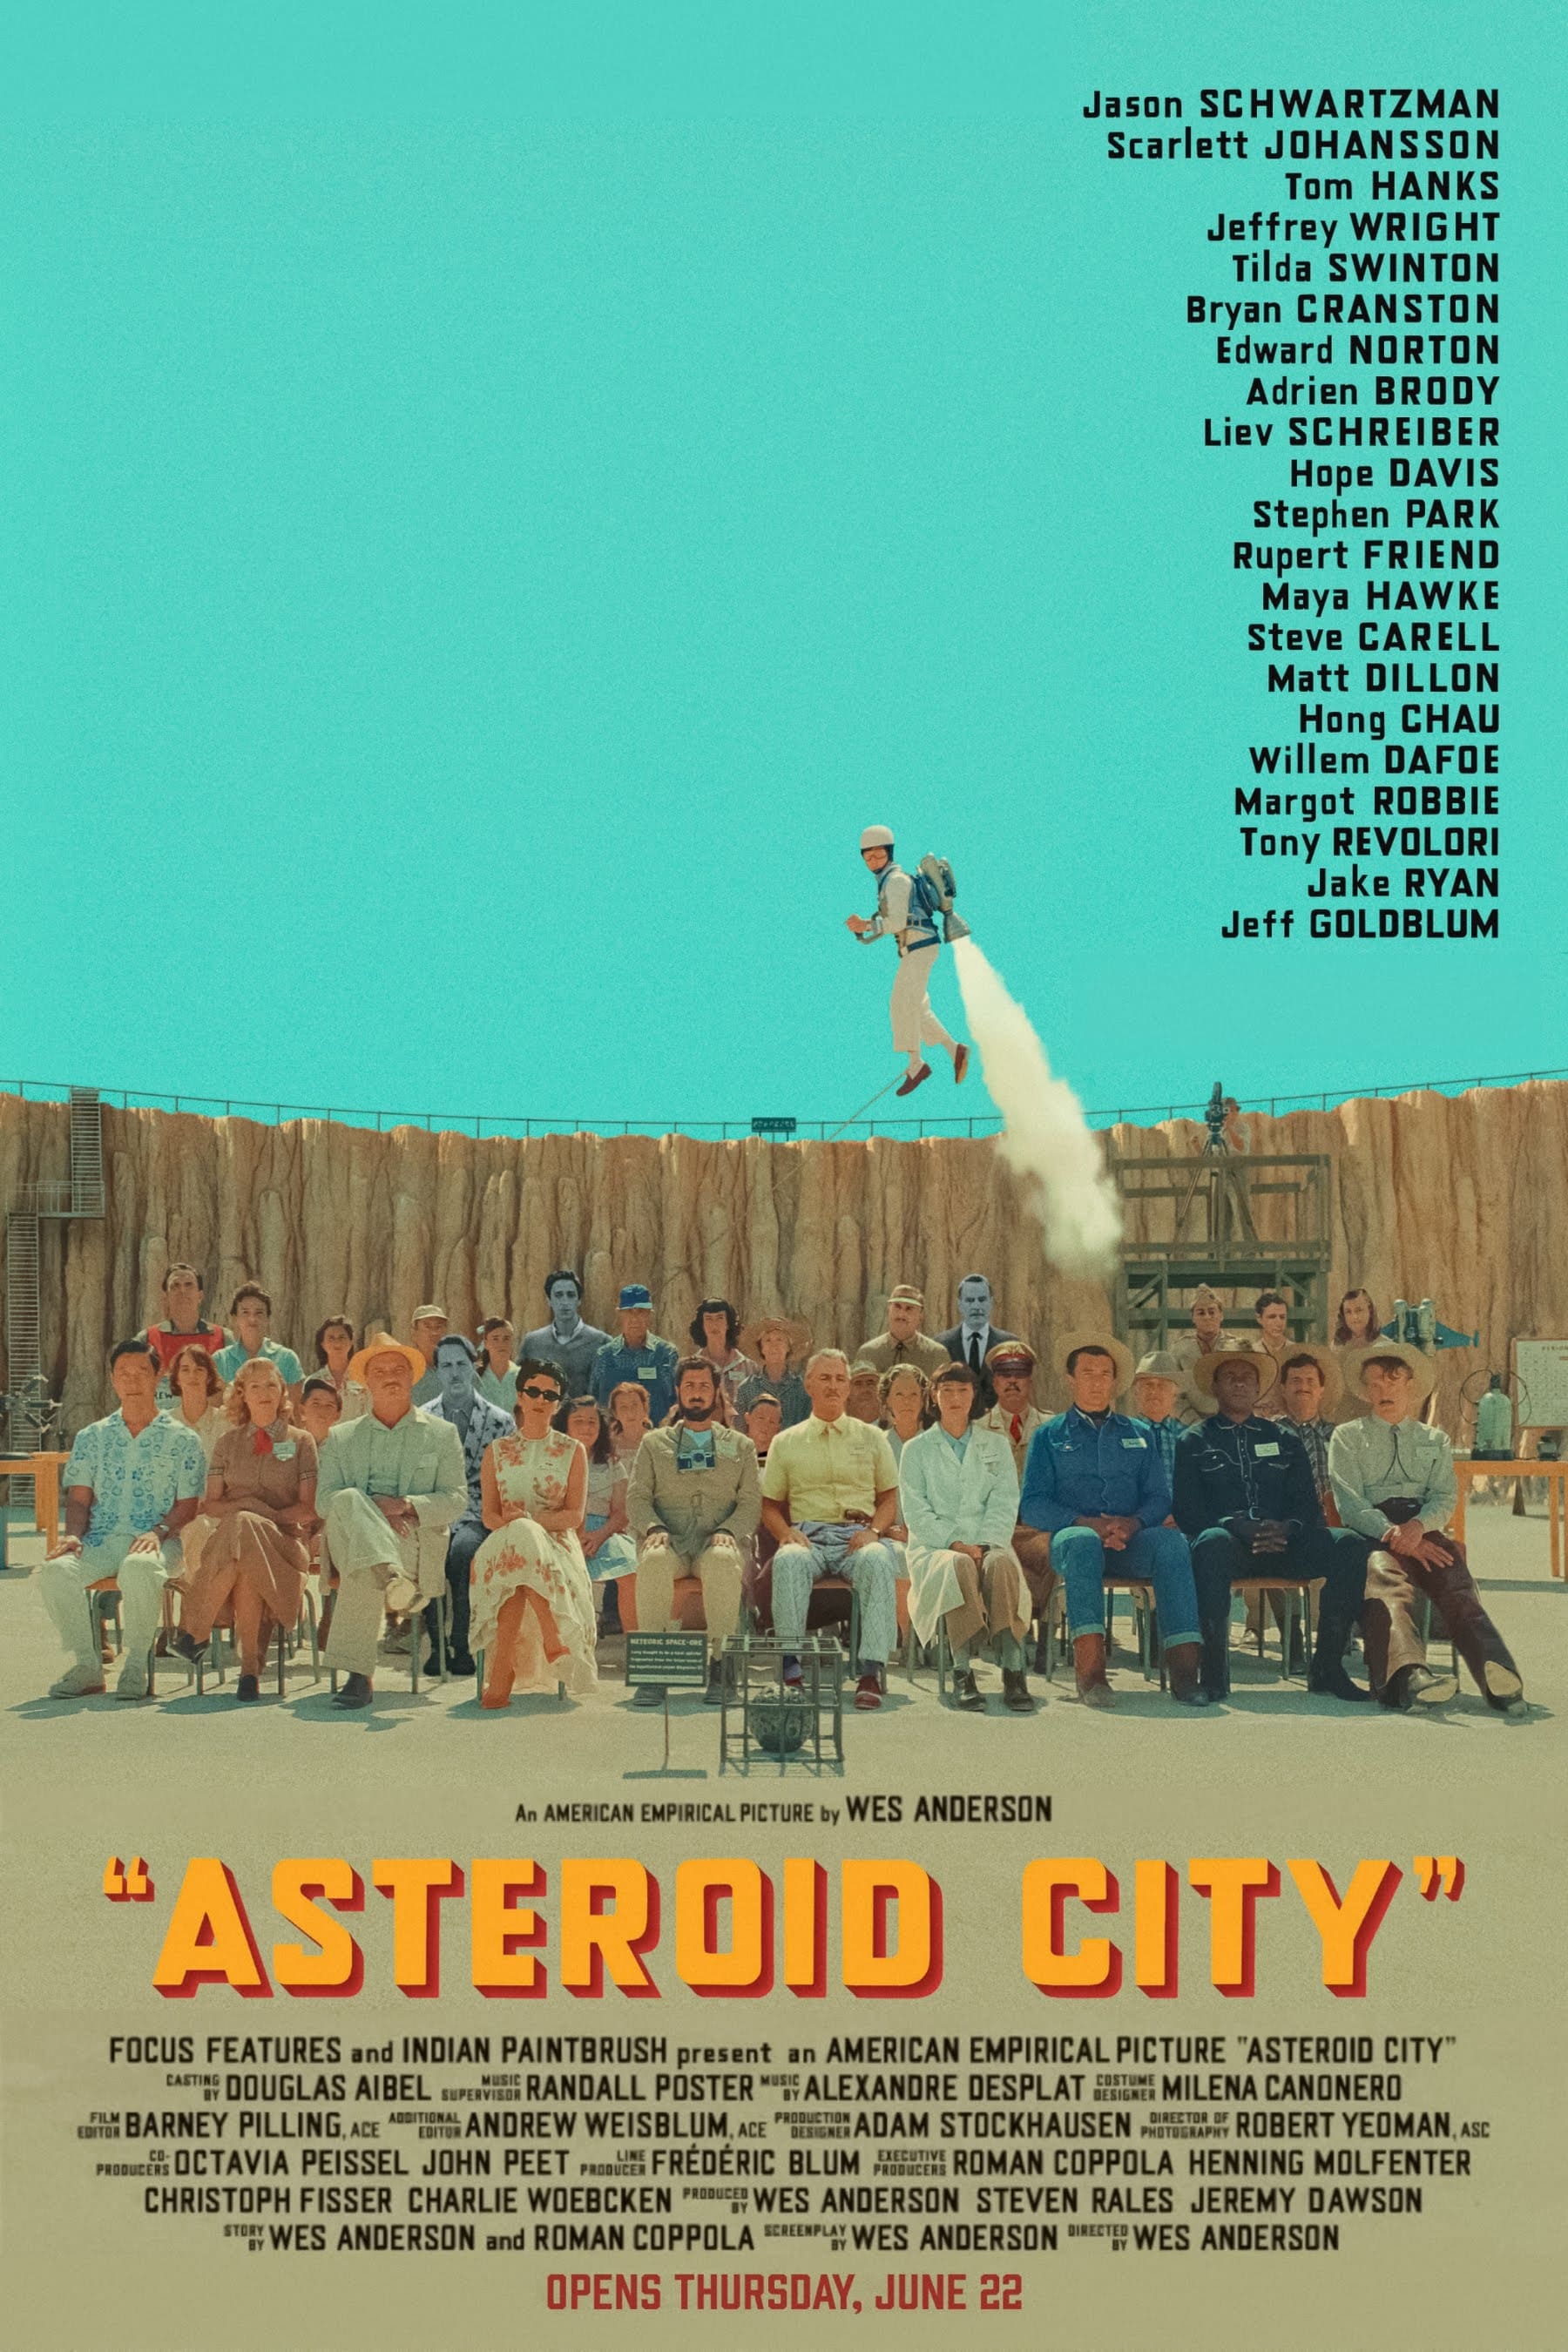 Jason SCHWARTZMAN
Scarlett JOHANSSON
Tom HANKS
Jeffrey WRIGHT
Tilda SWINTON
Bryan CRANSTON
Edward NORTON
Adrien BRODY
Liev SCHREIBER
Hope DAVIS
Stephen PARK
Rupert FRIEND
Maya HAWKE
Steve CARELL
Matt DILLON
Hong CHAU
Willem DAFOE
Margot ROBBIE
Tony REVOLORI
Jake RYAN
Jeff GOLDBLUM
METEORIC SPACE-ORE
An AMERICAN EMPIRICAL PICTURE by WES ANDERSON
“ASTEROID CITY”
FOCUS FEATURES and INDIAN PAINTBRUSH present an AMERICAN EMPIRICAL PICTURE "ASTEROID CITY"
CASTING BY DOUGLAS AIBEL MUSIC SUPERVISOR RANDALL POSTER MUSIC BY ALEXANDRE DESPLAT COSTUME DESIGNER MILENA CANONERO
FILM EDITOR BARNEY PILLING, ACE ADDITIONAL EDITOR ANDREW WEISBLUM, ACE PRODUCTION DESIGNER ADAM STOCKHAUSEN DIRECTOR OF PHOTOGRAPHY ROBERT YEOMAN, ASC
CO-PRODUCERS OCTAVIA PEISSEL JOHN PEET LINE PRODUCER FRÉDÉRIC BLUM EXECUTIVE PRODUCERS ROMAN COPPOLA HENNING MOLFENTER
CHRISTOPH FISSER CHARLIE WOEBCKEN PRODUCED BY WES ANDERSON STEVEN RALES JEREMY DAWSON
STORY BY WES ANDERSON and ROMAN COPPOLA SCREENPLAY BY WES ANDERSON DIRECTED BY WES ANDERSON
OPENS THURSDAY, JUNE 22